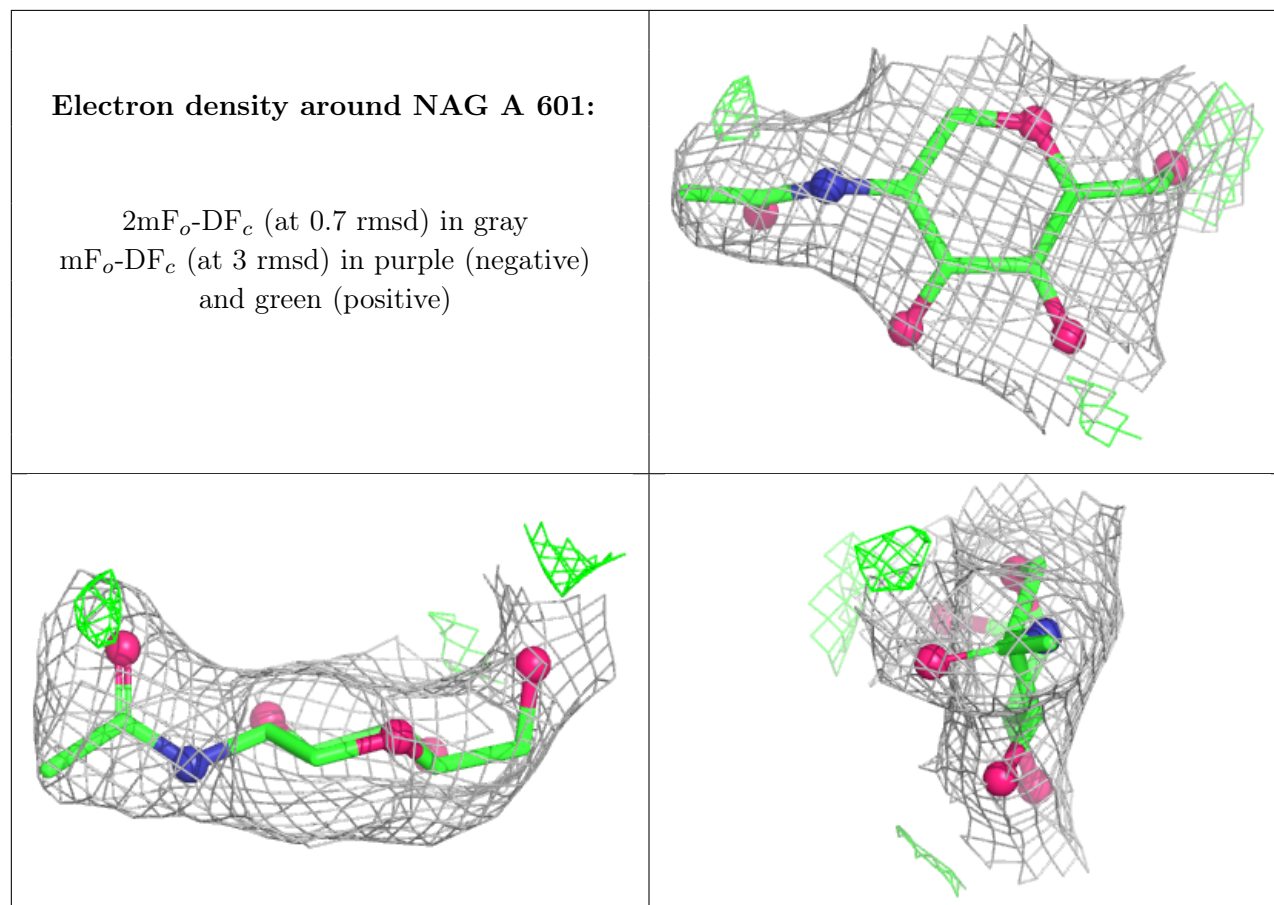 Electron density around NAG A 601:
2mFo-DFc (at 0.7 rmsd) in gray
mFo-DFc (at 3 rmsd) in purple (negative)
and green (positive)